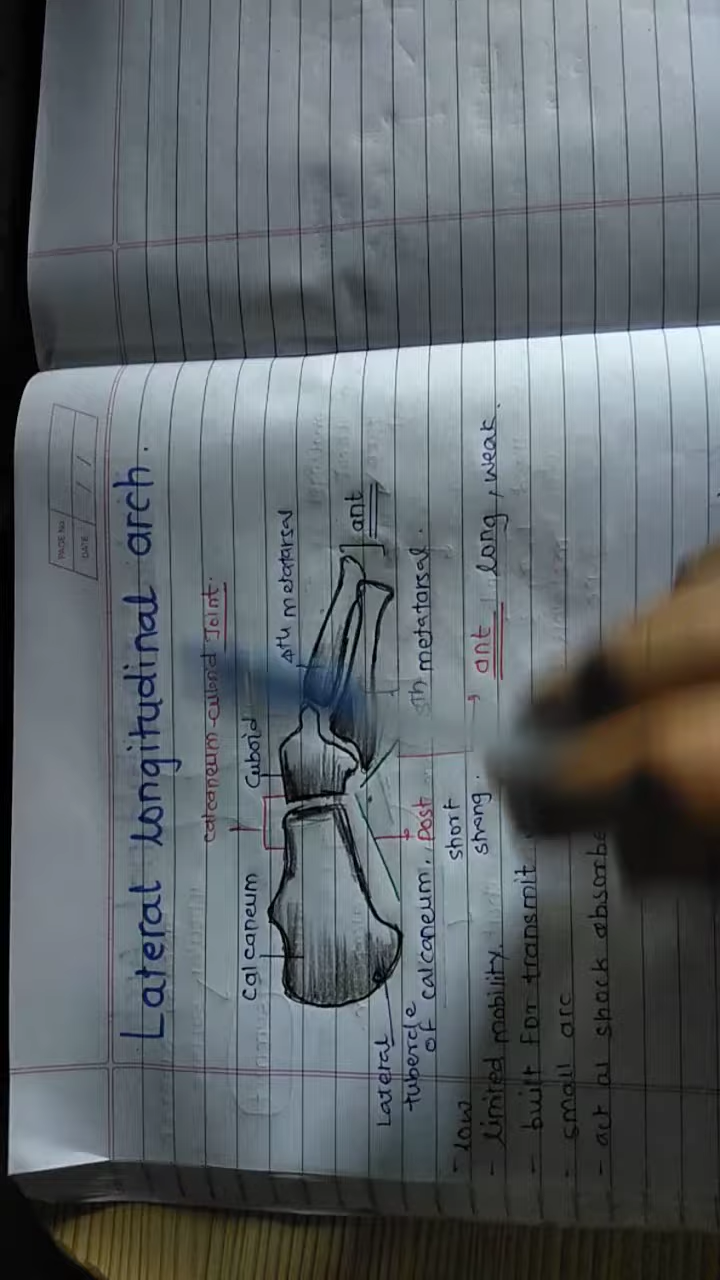 PAGE No.
DATE / /
Lateral longitudinal arch.
calcaneum-cuboid Joint.
Calcaneum
Cuboid
4th metatarsal
ant
Lateral
tubercle
of calcaneum.
Post
metatarsal.
short
strong.
ant
long, weak.
- low
- limited mobility.
- built for transmit
- small arc
- act as shock absorbe